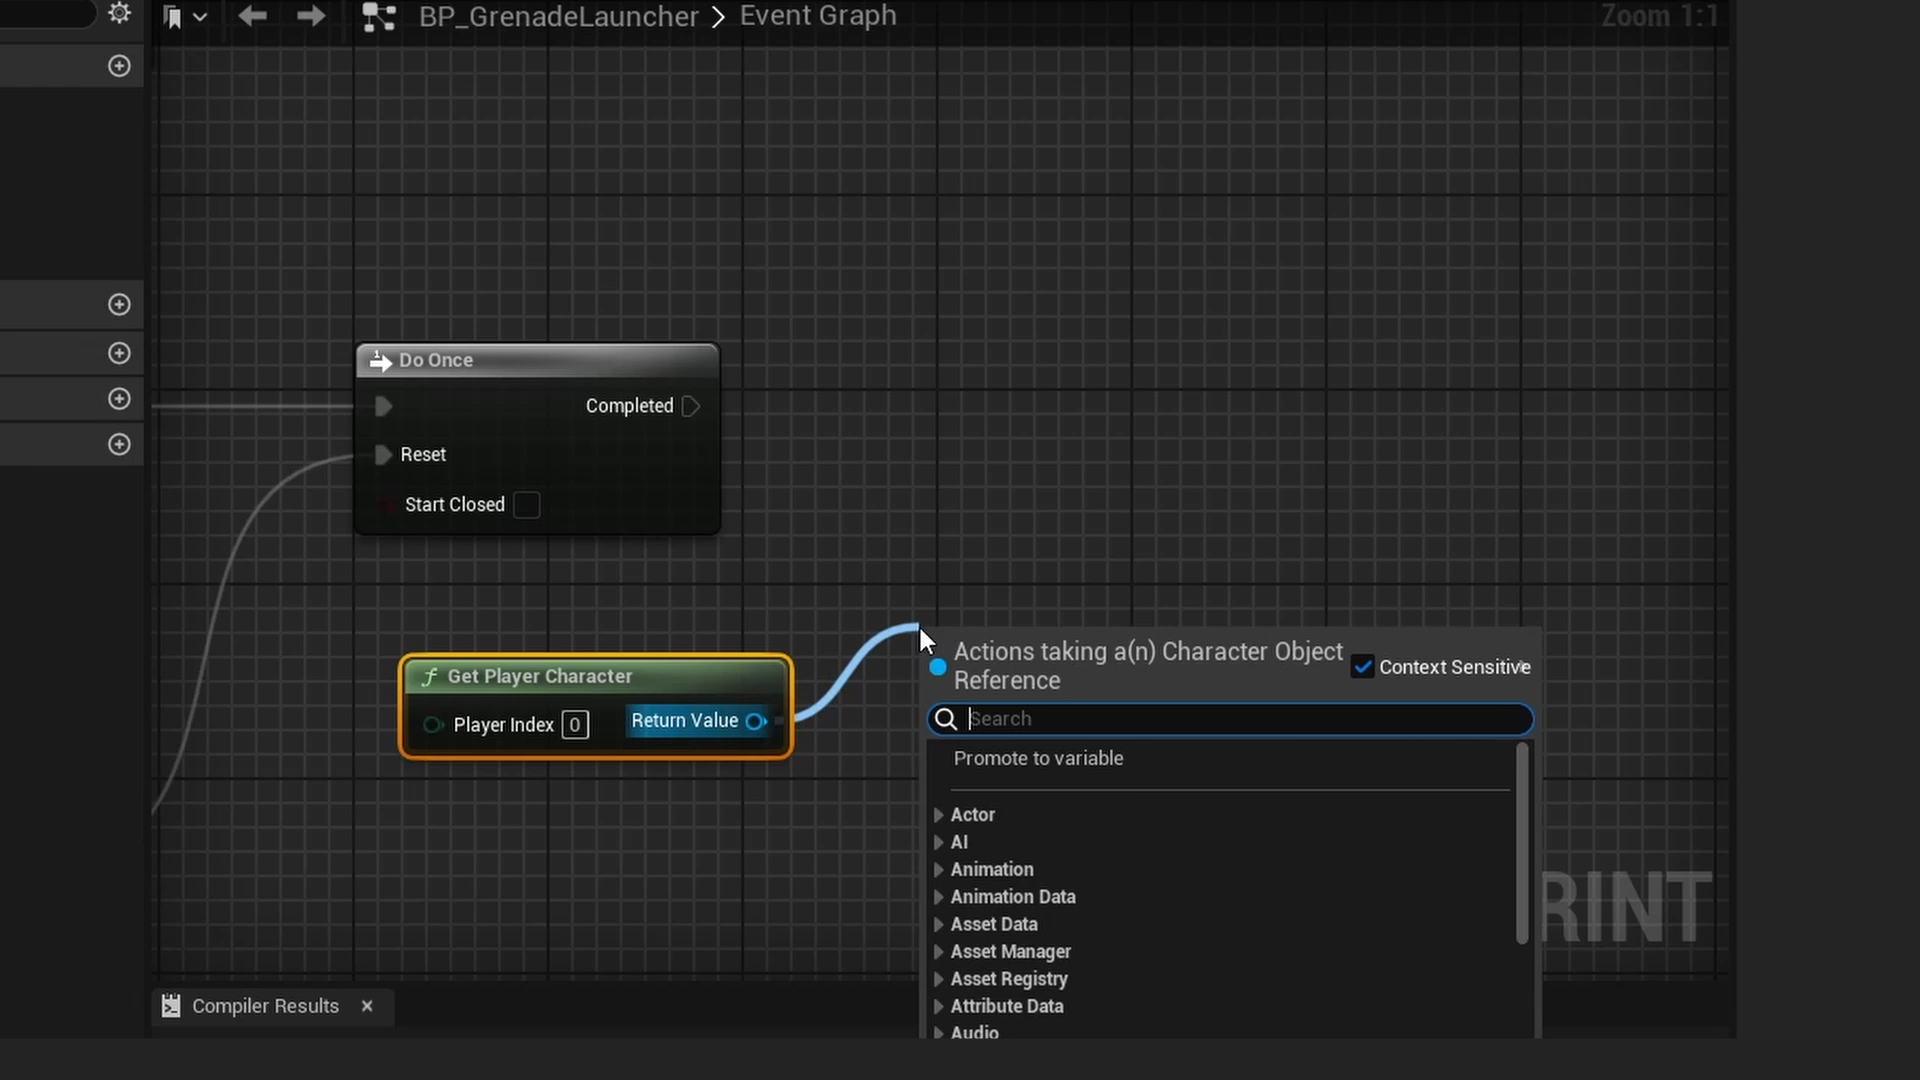 BP_GrenadeLauncher > Event Graph
Zoom 1:1
Do Once
Completed
Reset
Start Closed
Get Player Character
Player Index 0
Return Value
Actions taking a(n) Character Object
Reference
Context Sensitive
Search
Promote to variable
Actor
AI
Animation
Animation Data
Asset Data
Asset Manager
Asset Registry
Attribute Data
Audio
RINT
Compiler Results